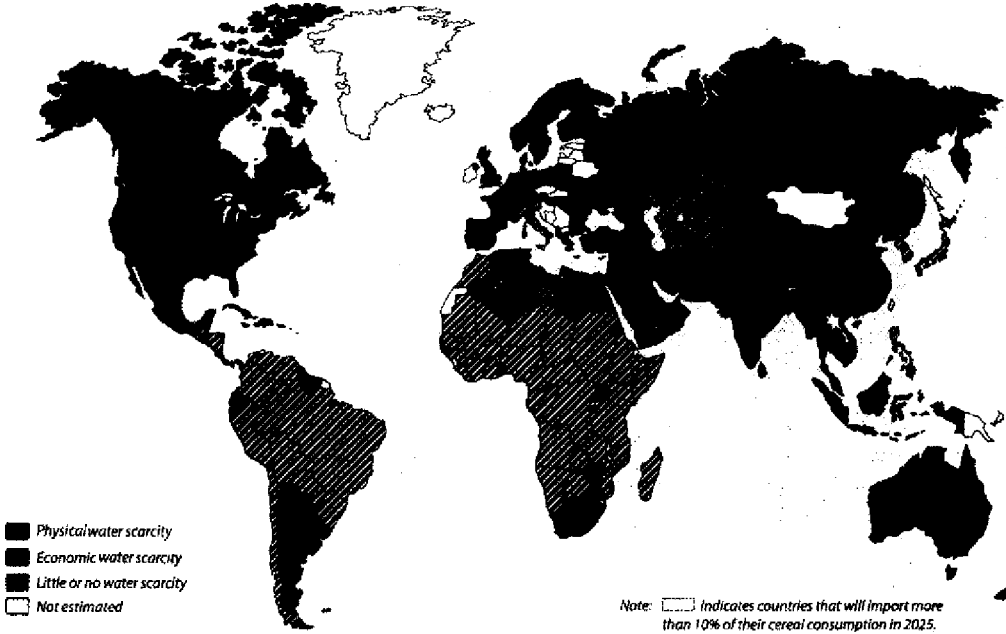 Physical water scarcity
Economic water scarcity
Little or no water scarcity
Not estimated
Note: Indicates countries that will import more
than 10% of their cereal consumption in 2025.